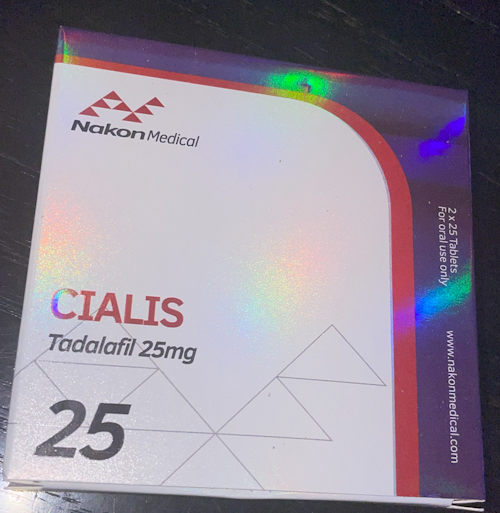 Nakon Medical
CIALIS
Tadalafil 25mg
25
2 x 25 Tablets
For oral use only
www.nakonmedical.com